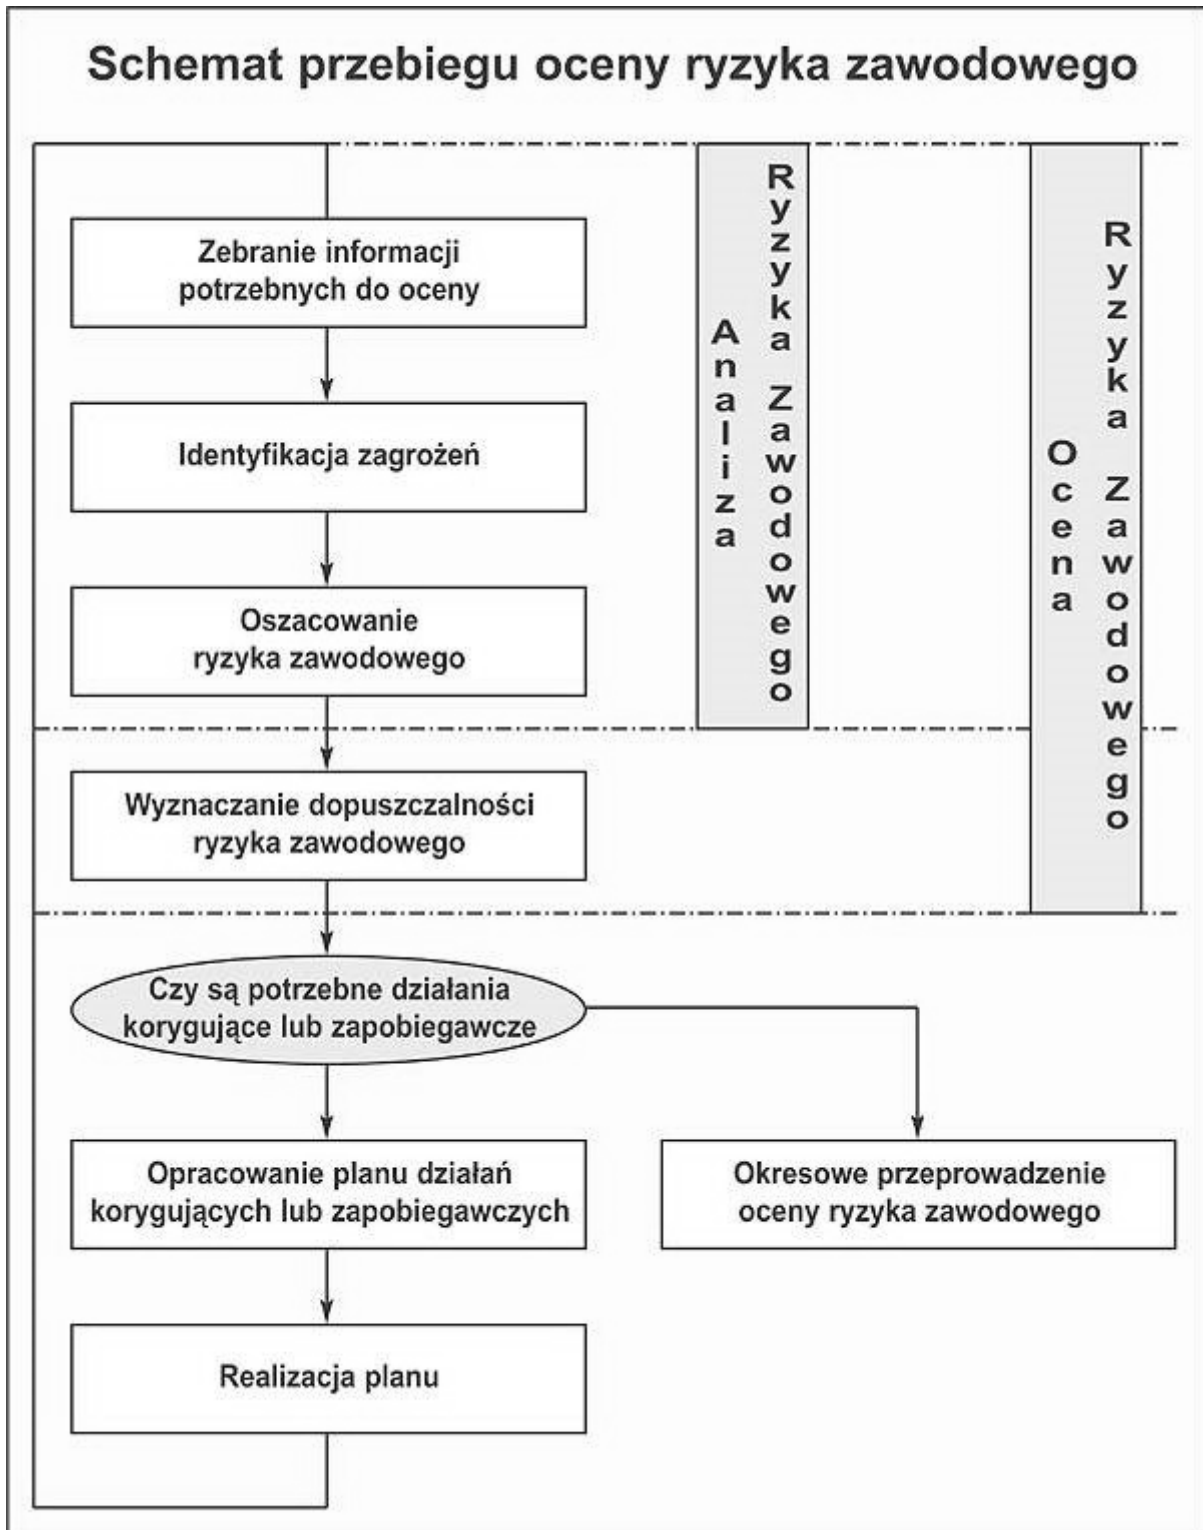 Schemat przebiegu oceny ryzyka zawodowego
Zebranie informacji
potrzebnych do oceny
Identyfikacja zagrożeń
Oszacowanie
ryzyka zawodowego
Analiza
Ryzyka Zawodowego
Ocena
Ryzyka Zawodowego
Wyznaczanie dopuszczalności
ryzyka zawodowego
Czy są potrzebne działania
korygujące lub zapobiegawcze
Opracowanie planu działań
korygujących lub zapobiegawczych
Okresowe przeprowadzenie
oceny ryzyka zawodowego
Realizacja planu